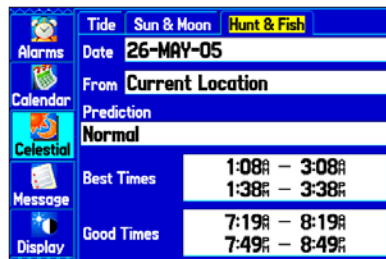 Tide Sun & Moon Hunt & Fish
Alarms
Date 26-MAY-05
From Current Location
Calendar
Prediction
Normal
Celestial
Best Times
1:08A – 3:08A
1:38P – 3:38P
Message
Good Times
7:19A – 8:19A
7:49P – 8:49P
Display